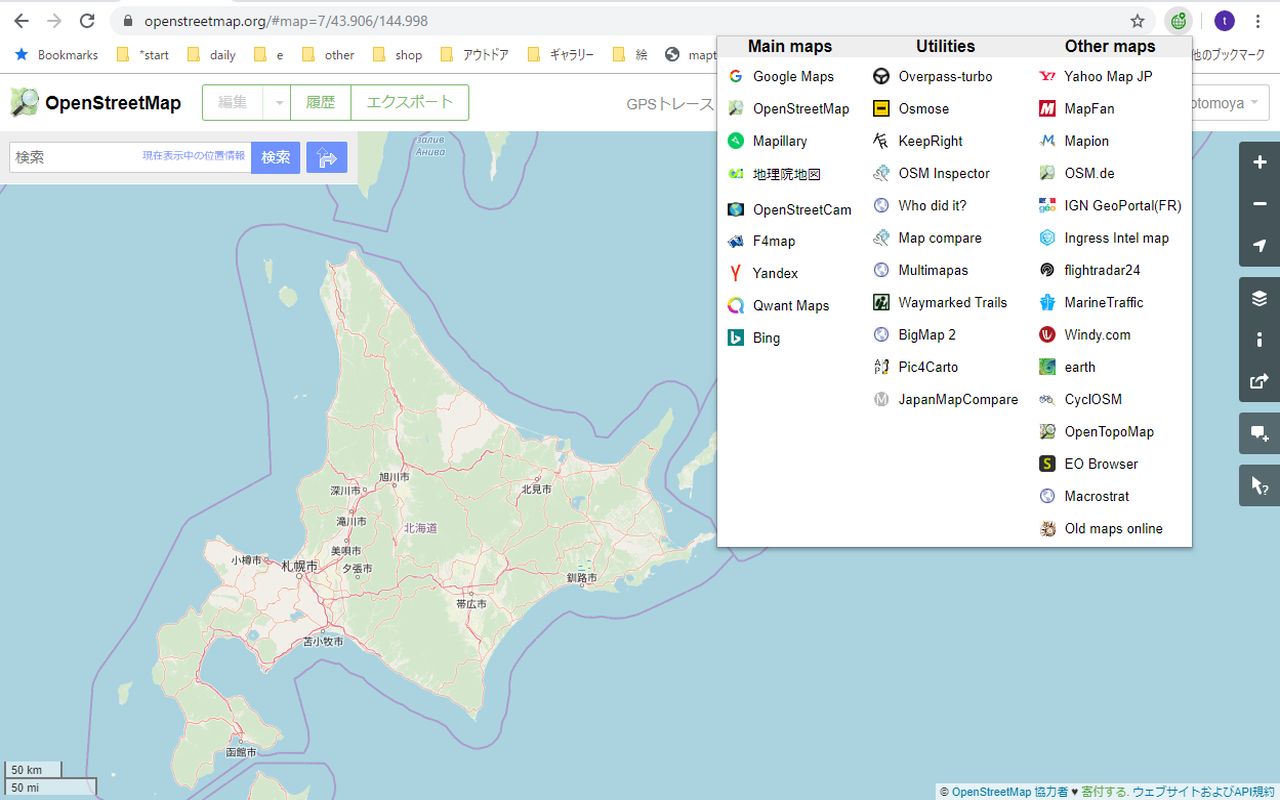 openstreetmap.org/#map=7/43.906/144.998
t
Bookmarks
*start
daily
e
other
shop
アウトドア
ギャラリー
絵
mapt
他のブックマーク
OpenStreetMap
編集
履歴
エクスポート
GPSトレース
otomoya
検索
現在表示中の位置情報
検索
Main maps
Google Maps
OpenStreetMap
Mapillary
地理院地図
OpenStreetCam
F4map
Yandex
Qwant Maps
Bing
Utilities
Overpass-turbo
Osmose
KeepRight
OSM Inspector
Who did it?
Map compare
Multimapas
Waymarked Trails
BigMap 2
Pic4Carto
JapanMapCompare
Other maps
Yahoo Map JP
MapFan
Mapion
OSM.de
IGN GeoPortal(FR)
Ingress Intel map
flightradar24
MarineTraffic
Windy.com
earth
CyclOSM
OpenTopoMap
EO Browser
Macrostrat
Old maps online
залив
Анива
旭川市
深川市
北見市
滝川市
北海道
美唄市
小樽市
札幌市
夕張市
釧路市
帯広市
苫小牧市
函館市
50 km
50 mi
© OpenStreetMap 協力者 ♥ 寄付する. ウェブサイトおよびAPI規約